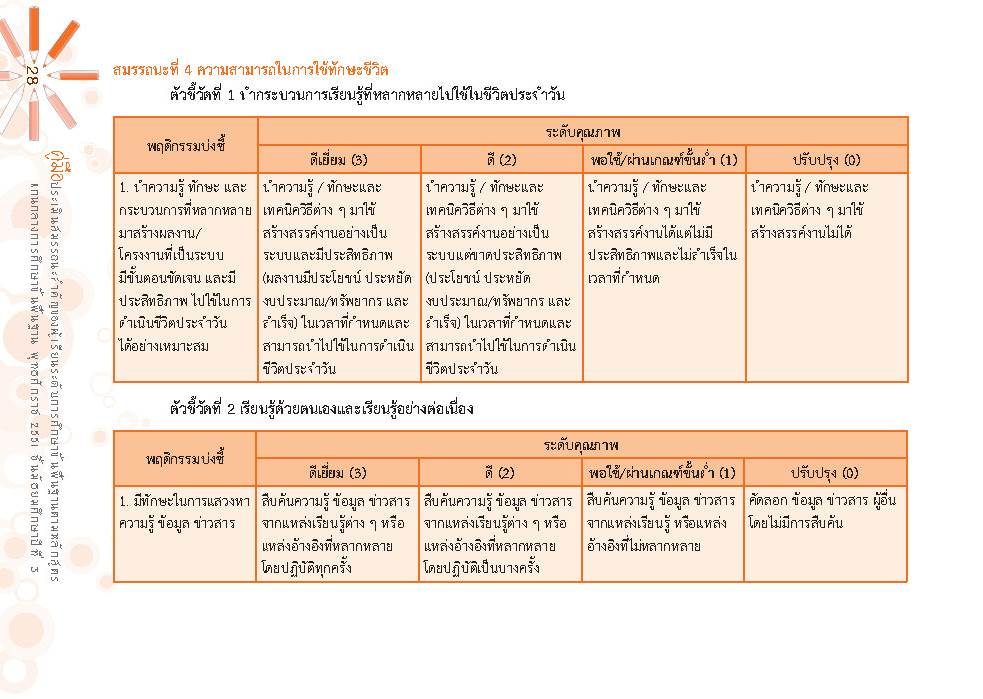 28
คู่มือประเมินสมรรถนะสำคัญของผู้เรียนระดับการศึกษาขั้นพื้นฐานตามหลักสูตร
แกนกลางการศึกษาขั้นพื้นฐาน พุทธศักราช 2551 ชั้นมัธยมศึกษาปีที่ 3
สมรรถนะที่ 4 ความสามารถในการใช้ทักษะชีวิต
ตัวชี้วัดที่ 1 นำกระบวนการเรียนรู้ที่หลากหลายไปใช้ในชีวิตประจำวัน
พฤติกรรมบ่งชี้
ระดับคุณภาพ
ดีเยี่ยม (3)
ดี (2)
พอใช้/ผ่านเกณฑ์ขั้นต่ำ (1)
ปรับปรุง (0)
1. นำความรู้ ทักษะ และ
กระบวนการที่หลากหลาย
มาสร้างผลงาน/
โครงงานที่เป็นระบบ
มีขั้นตอนชัดเจน และมี
ประสิทธิภาพ ไปใช้ในการ
ดำเนินชีวิตประจำวัน
ได้อย่างเหมาะสม
นำความรู้ / ทักษะและ
เทคนิควิธีต่าง ๆ มาใช้
สร้างสรรค์งานอย่างเป็น
ระบบและมีประสิทธิภาพ
(ผลงานมีประโยชน์ ประหยัด
งบประมาณ/ทรัพยากร และ
สำเร็จ) ในเวลาที่กำหนดและ
สามารถนำไปใช้ในการดำเนิน
ชีวิตประจำวัน
นำความรู้ / ทักษะและ
เทคนิควิธีต่าง ๆ มาใช้
สร้างสรรค์งานอย่างเป็น
ระบบแต่ขาดประสิทธิภาพ
(ประโยชน์ ประหยัด
งบประมาณ/ทรัพยากร และ
สำเร็จ) ในเวลาที่กำหนดและ
สามารถนำไปใช้ในการดำเนิน
ชีวิตประจำวัน
นำความรู้ / ทักษะและ
เทคนิควิธีต่าง ๆ มาใช้
สร้างสรรค์งานได้แต่ไม่มี
ประสิทธิภาพและไม่สำเร็จใน
เวลาที่กำหนด
นำความรู้ / ทักษะและ
เทคนิควิธีต่าง ๆ มาใช้
สร้างสรรค์งานไม่ได้
ตัวชี้วัดที่ 2 เรียนรู้ด้วยตนเองและเรียนรู้อย่างต่อเนื่อง
พฤติกรรมบ่งชี้
ระดับคุณภาพ
ดีเยี่ยม (3)
ดี (2)
พอใช้/ผ่านเกณฑ์ขั้นต่ำ (1)
ปรับปรุง (0)
1. มีทักษะในการแสวงหา
ความรู้ ข้อมูล ข่าวสาร
สืบค้นความรู้ ข้อมูล ข่าวสาร
จากแหล่งเรียนรู้ต่าง ๆ หรือ
แหล่งอ้างอิงที่หลากหลาย
โดยปฏิบัติทุกครั้ง
สืบค้นความรู้ ข้อมูล ข่าวสาร
จากแหล่งเรียนรู้ต่าง ๆ หรือ
แหล่งอ้างอิงที่หลากหลาย
โดยปฏิบัติเป็นบางครั้ง
สืบค้นความรู้ ข้อมูล ข่าวสาร
จากแหล่งเรียนรู้ หรือแหล่ง
อ้างอิงที่ไม่หลากหลาย
คัดลอก ข้อมูล ข่าวสาร ผู้อื่น
โดยไม่มีการสืบค้น